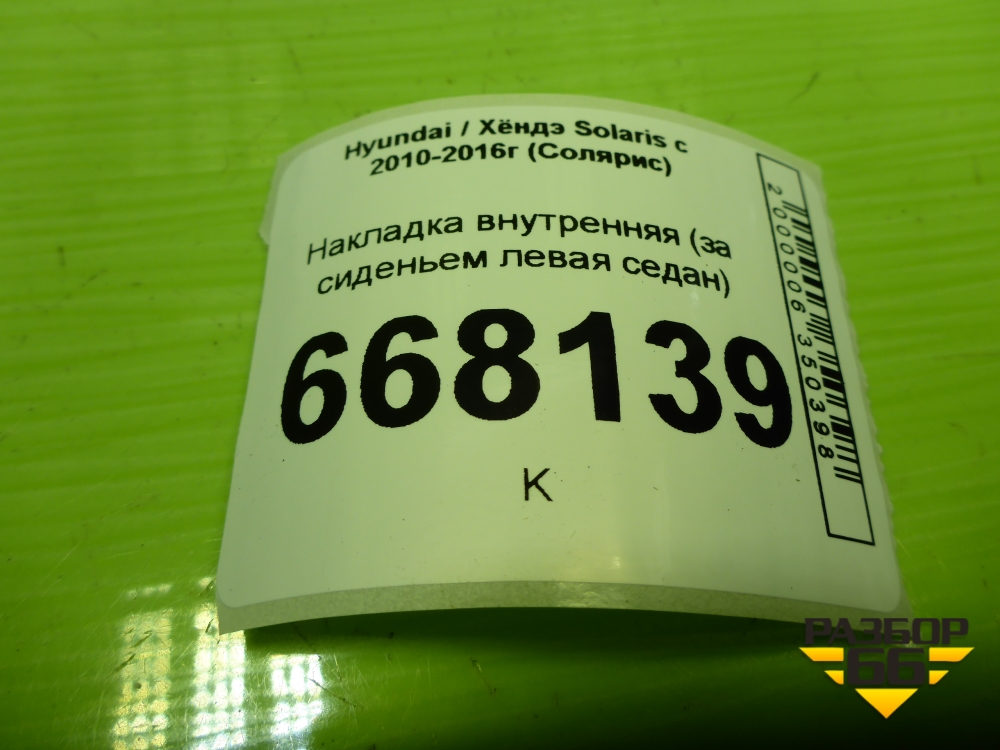 Hyundai / Хёндэ Solaris с
2010-2016г (Солярис)
Накладка внутренняя (за
сиденьем левая седан)
668139
К
2000006350398
РАЗБОР
66